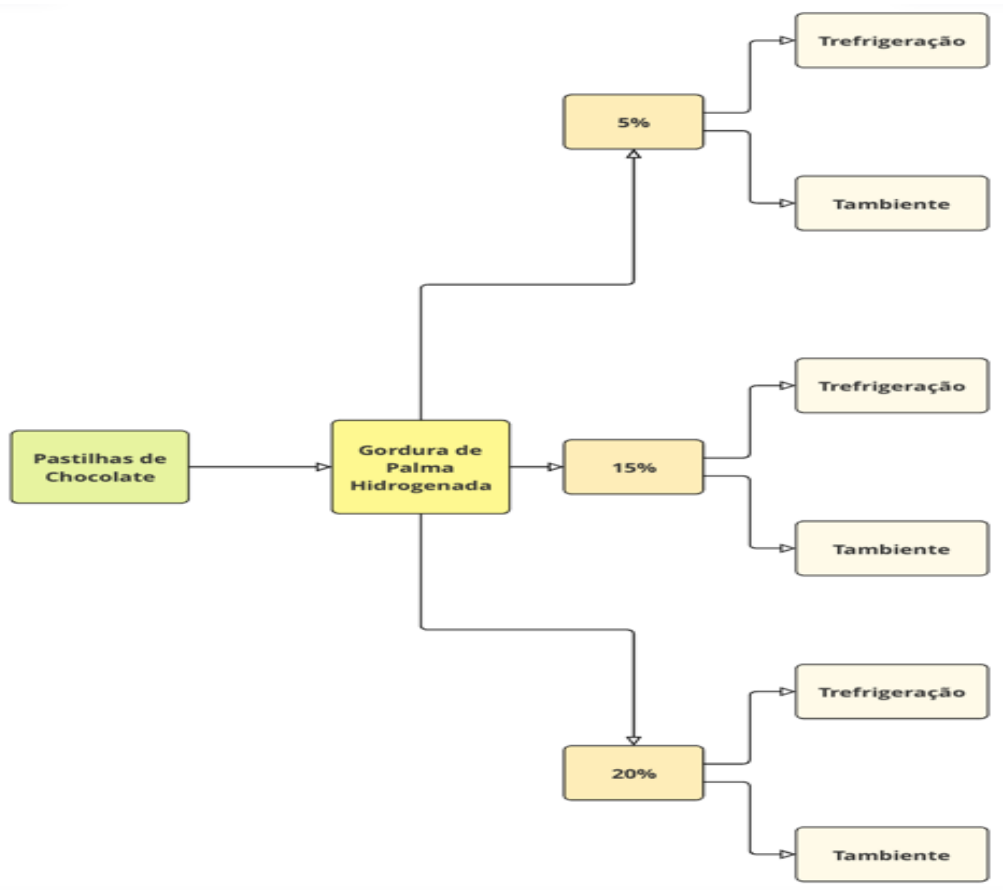 Trefrigeração
5%
Tambiente
Trefrigeração
Pastilhas de
Chocolate
Gordura de
Palma
Hidrogenada
15%
Tambiente
Trefrigeração
20%
Tambiente